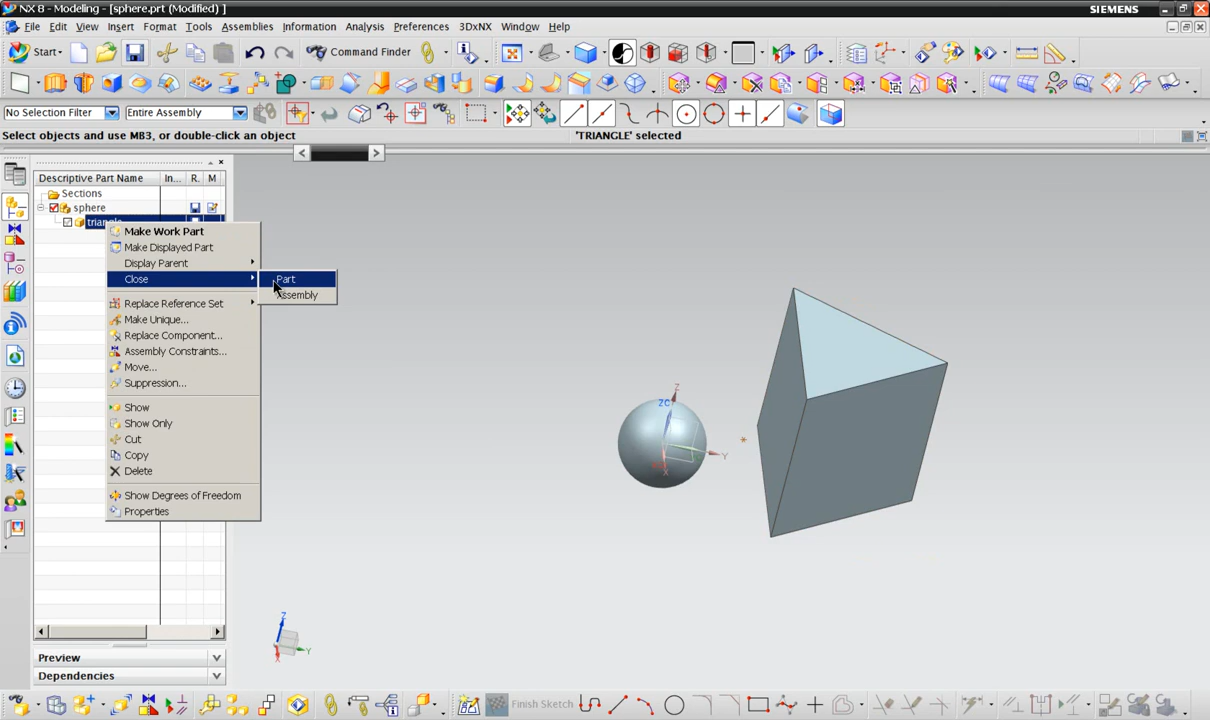 NX 8 - Modeling - [sphere.prt (Modified) ]
SIEMENS
File Edit View Insert Format Tools Assemblies Information Analysis Preferences 3DxNX Window Help
Start
Command Finder
No Selection Filter
Entire Assembly
Select objects and use MB3, or double-click an object
'TRIANGLE' selected
Descriptive Part Name In... R. M
Sections
sphere
Make Work Part
Make Displayed Part
Display Parent
Close
Part
Assembly
Replace Reference Set
Make Unique...
Replace Component...
Assembly Constraints...
Move...
Suppression...
Show
Show Only
Cut
Copy
Delete
Show Degrees of Freedom
Properties
Z
ZC
Y
X
Z
Y
X
Preview
Dependencies
Finish Sketch